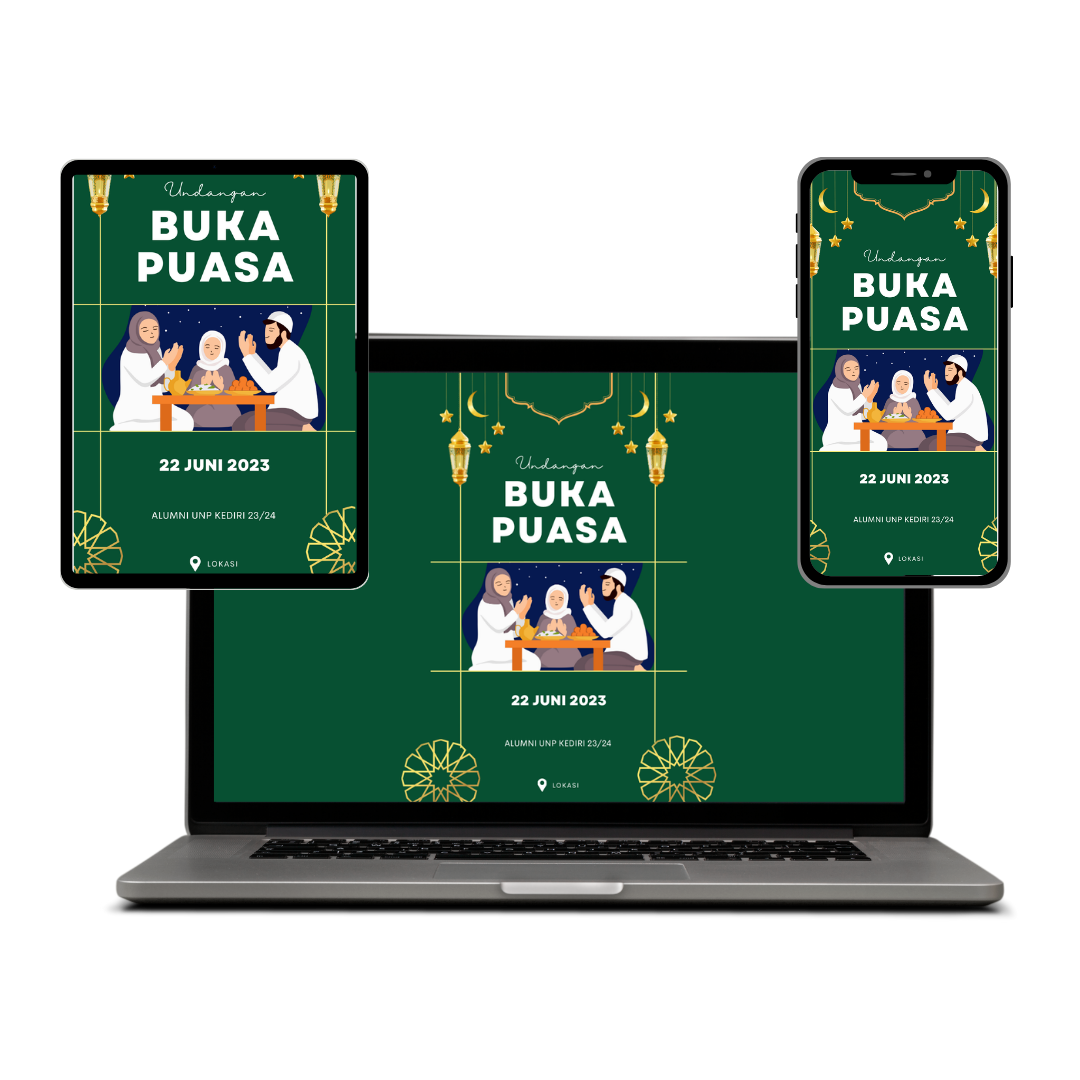 Undangan
BUKA
PUASA
22 JUNI 2023
ALUMNI UNP KEDIRI 23/24
LOKASI
Undangan
BUKA
PUASA
22 JUNI 2023
ALUMNI UNP KEDIRI 23/24
LOKASI
Undangan
BUKA
PUASA
22 JUNI 2023
ALUMNI UNP KEDIRI 23/24
LOKASI